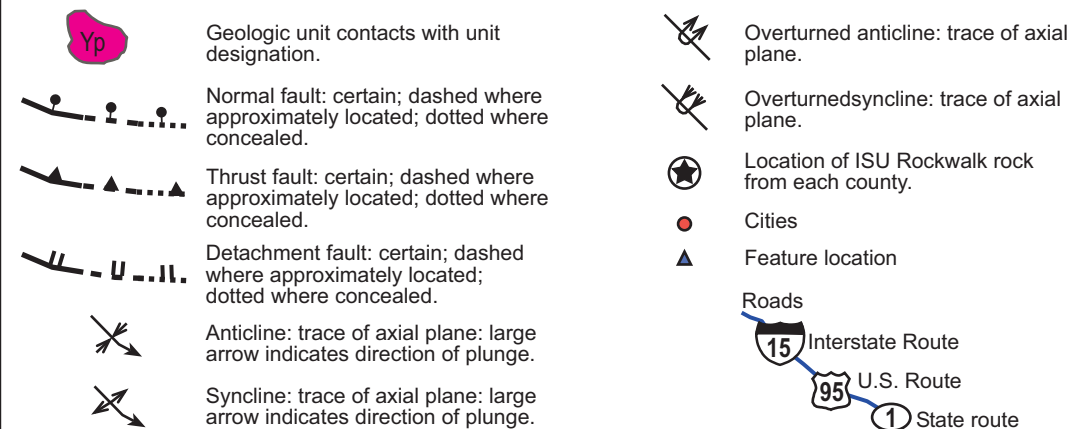 Yp
Geologic unit contacts with unit
designation.
Normal fault: certain; dashed where
approximately located; dotted where
concealed.
Thrust fault: certain; dashed where
approximately located; dotted where
concealed.
Detachment fault: certain; dashed
where approximately located;
dotted where concealed.
Anticline: trace of axial plane: large
arrow indicates direction of plunge.
Syncline: trace of axial plane: large
arrow indicates direction of plunge.
Overturned anticline: trace of axial
plane.
Overturnedsyncline: trace of axial
plane.
Location of ISU Rockwalk rock
from each county.
Cities
Feature location
Roads
15 Interstate Route
95 U.S. Route
1 State route